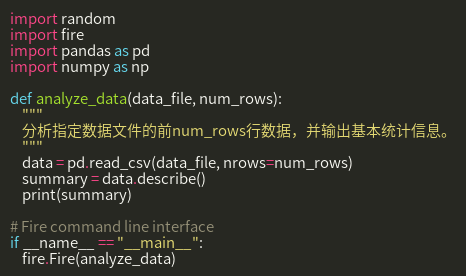 import random
import fire
import pandas as pd
import numpy as np

def analyze_data(data_file, num_rows):
    """
    分析指定数据文件的前num_rows行数据，并输出基本统计信息。
    """
    data = pd.read_csv(data_file, nrows=num_rows)
    summary = data.describe()
    print(summary)

# Fire command line interface
if __name__ == "__main__":
    fire.Fire(analyze_data)